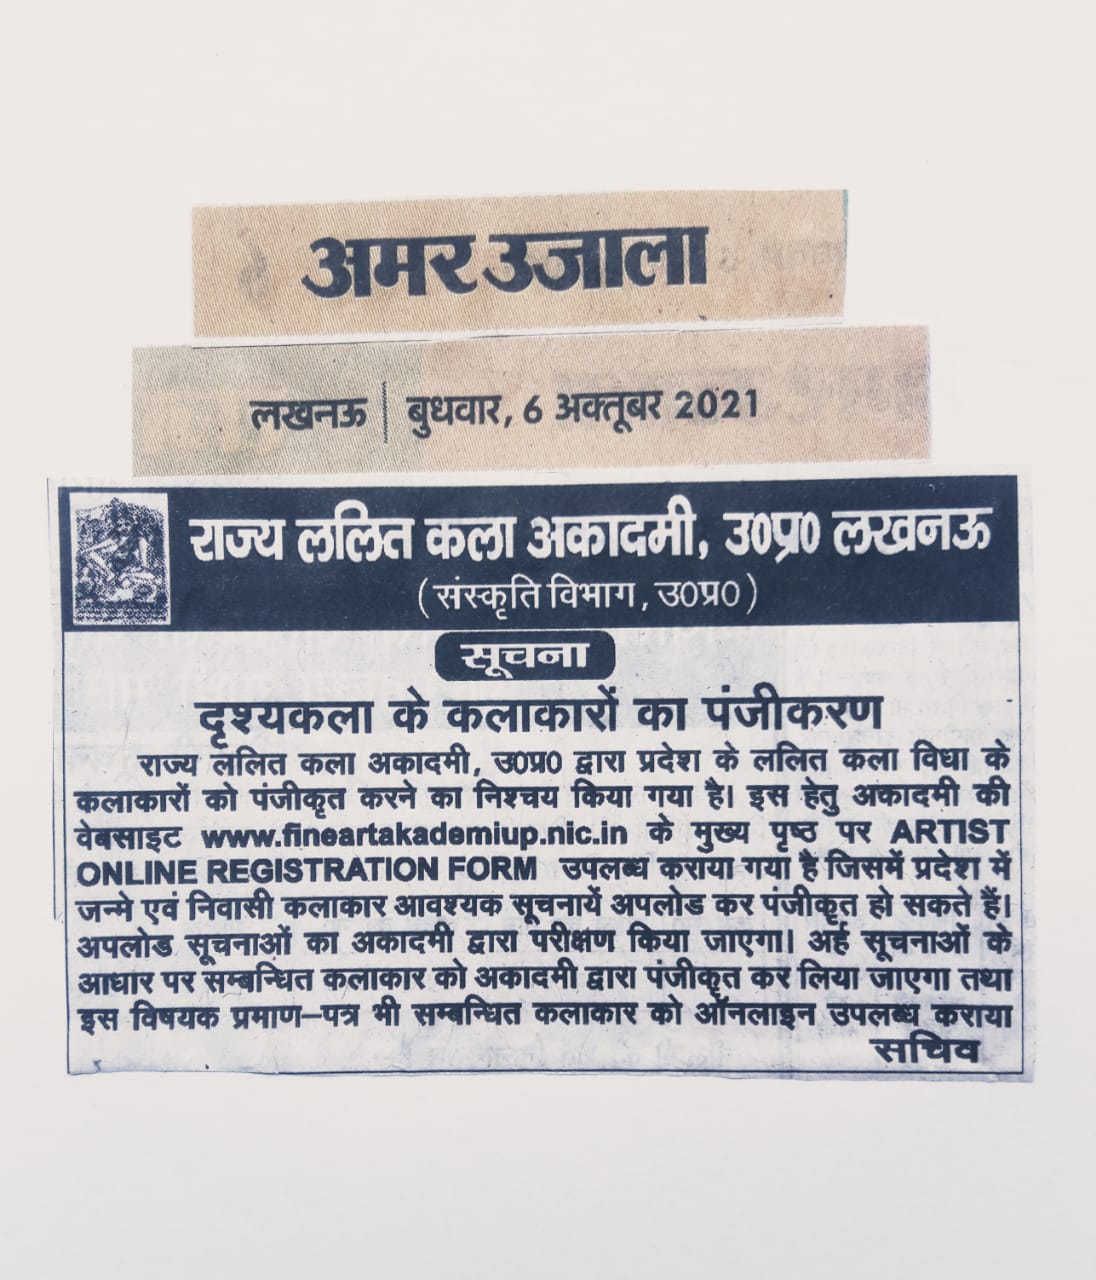 अमर उजाला
लखनऊ | बुधवार, 6 अक्तूबर 2021
राज्य ललित कला अकादमी, उ०प्र० लखनऊ
(संस्कृति विभाग, उ०प्र०)
सूचना
दृश्यकला के कलाकारों का पंजीकरण
राज्य ललित कला अकादमी, उ०प्र० द्वारा प्रदेश के ललित कला विधा के
कलाकारों को पंजीकृत करने का निश्चय किया गया है। इस हेतु अकादमी की
वेबसाइट www.fineartakademiup.nic.in के मुख्य पृष्ठ पर ARTIST
ONLINE REGISTRATION FORM उपलब्ध कराया गया है जिसमें प्रदेश में
जन्मे एवं निवासी कलाकार आवश्यक सूचनायें अपलोड कर पंजीकृत हो सकते हैं।
अपलोड सूचनाओं का अकादमी द्वारा परीक्षण किया जाएगा। अर्ह सूचनाओं के
आधार पर सम्बन्धित कलाकार को अकादमी द्वारा पंजीकृत कर लिया जाएगा तथा
इस विषयक प्रमाण–पत्र भी सम्बन्धित कलाकार को ऑनलाइन उपलब्ध कराया
सचिव